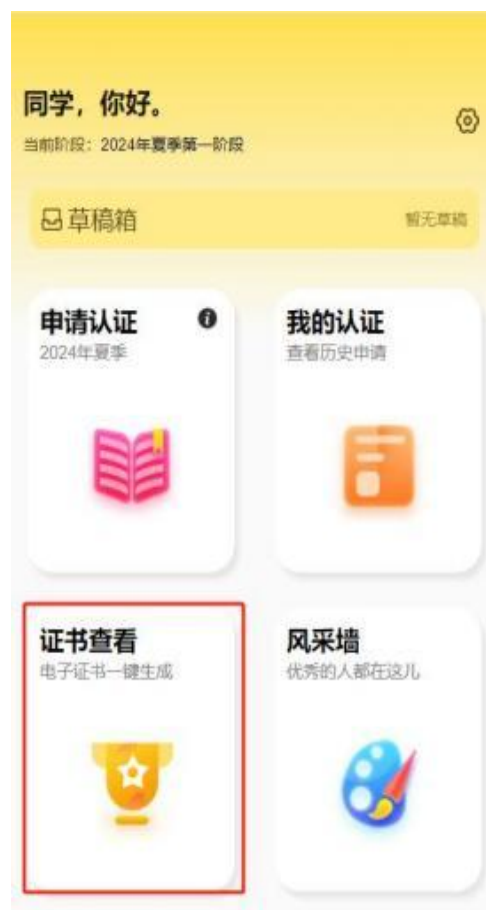 同学，你好。
当前阶段：2024年夏季第一阶段
草稿箱
暂无草稿
申请认证
2024年夏季
我的认证
查看历史申请
证书查看
电子证书一键生成
风采墙
优秀的人都在这儿